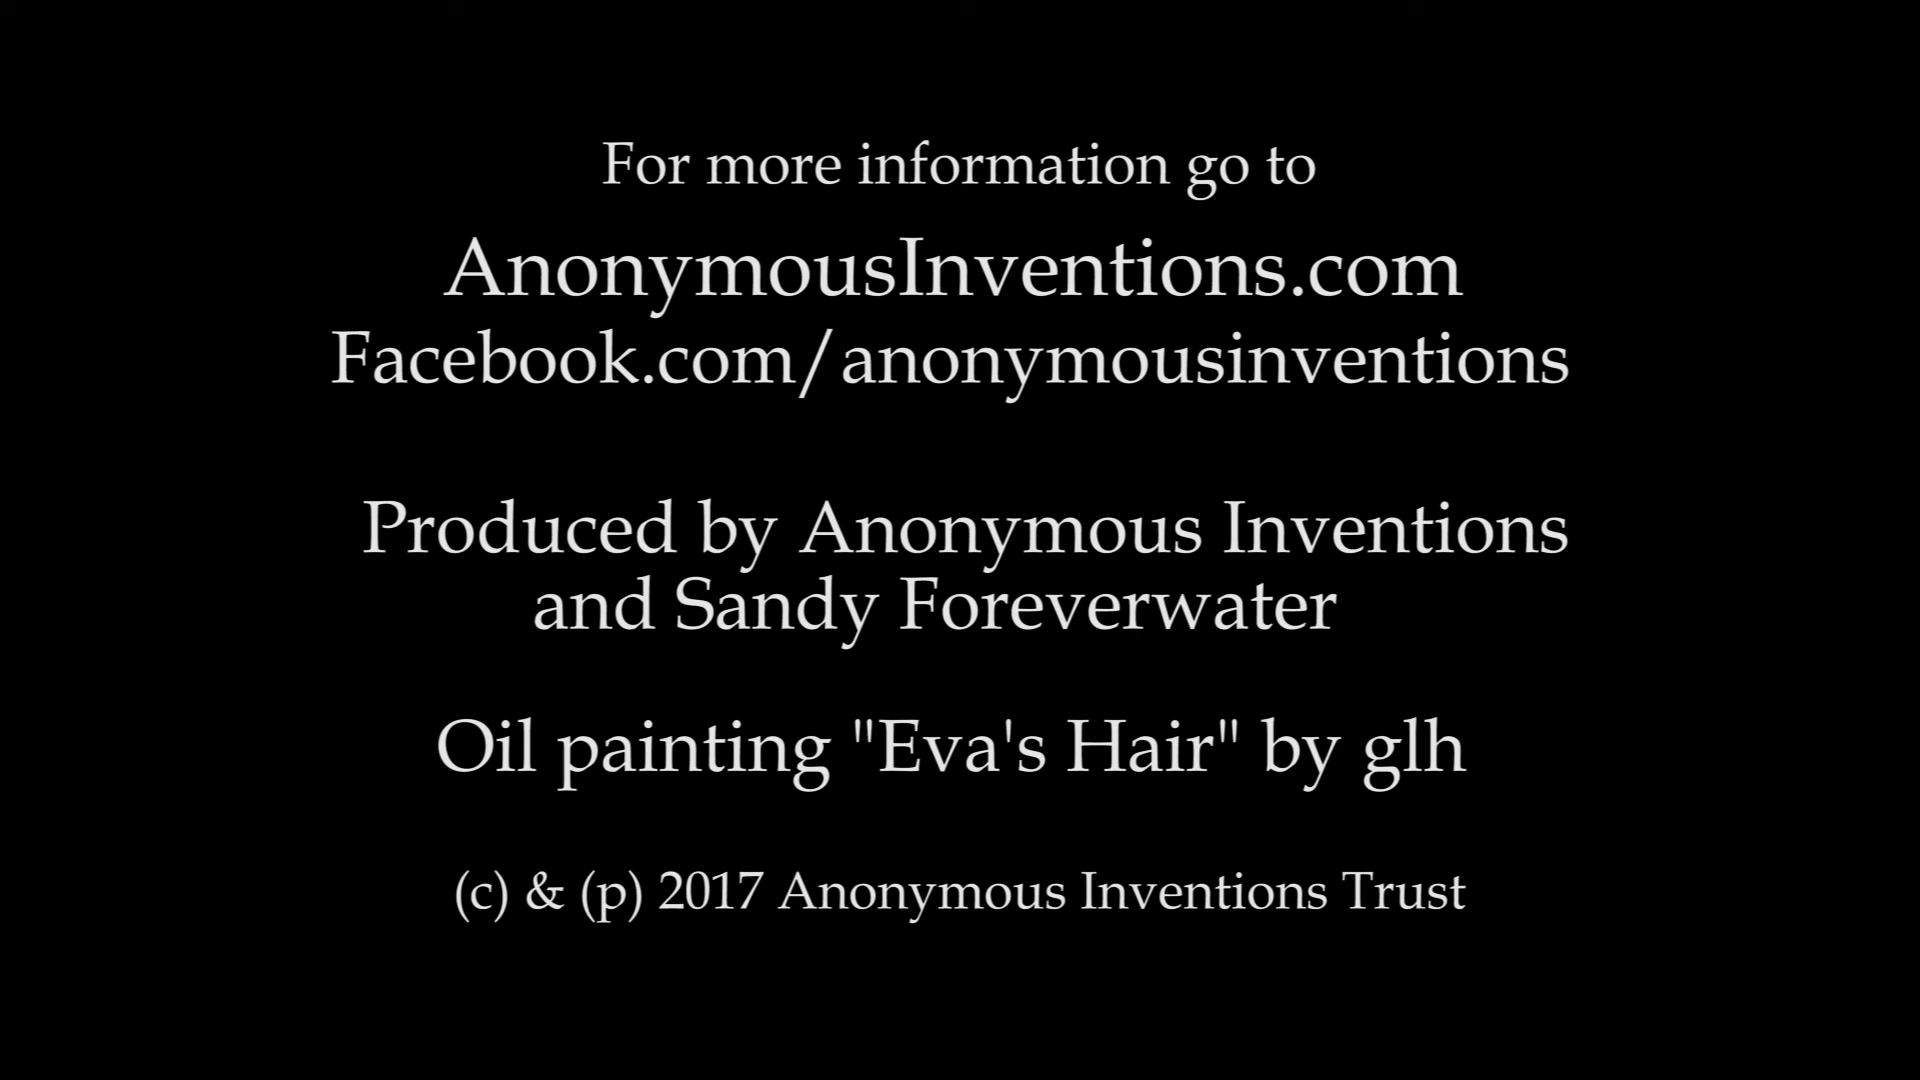 For more information go to
AnonymousInventions.com
Facebook.com/anonymousinventions
Produced by Anonymous Inventions
and Sandy Foreverwater
Oil painting "Eva's Hair" by glh
(c) & (p) 2017 Anonymous Inventions Trust